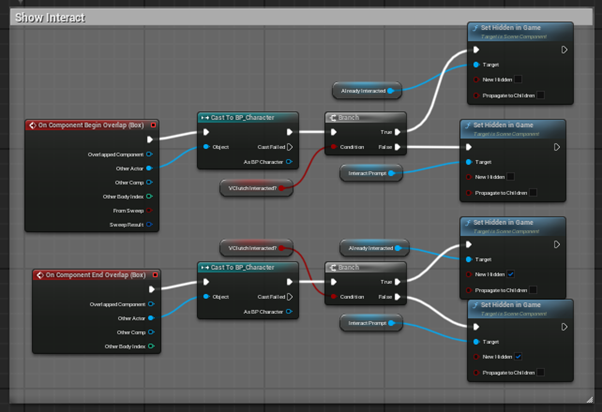 Show Interact
Set Hidden in Game
Target is Scene Component
Target
New Hidden
Propagate to Children
Already Interacted
On Component Begin Overlap (Box)
Overlapped Component
Other Actor
Other Comp
Other Body Index
From Sweep
Sweep Result
Cast To BP_Character
Object
Cast Failed
As BP Character
VClutch Interacted?
Branch
True
Condition
False
Set Hidden in Game
Target is Scene Component
Target
New Hidden
Propagate to Children
Interact Prompt
On Component End Overlap (Box)
Overlapped Component
Other Actor
Other Comp
Other Body Index
VClutch Interacted?
Cast To BP_Character
Object
Cast Failed
As BP Character
Already Interacted
Branch
True
Condition
False
Interact Prompt
Set Hidden in Game
Target is Scene Component
Target
New Hidden
Propagate to Children
Set Hidden in Game
Target is Scene Component
Target
New Hidden
Propagate to Children